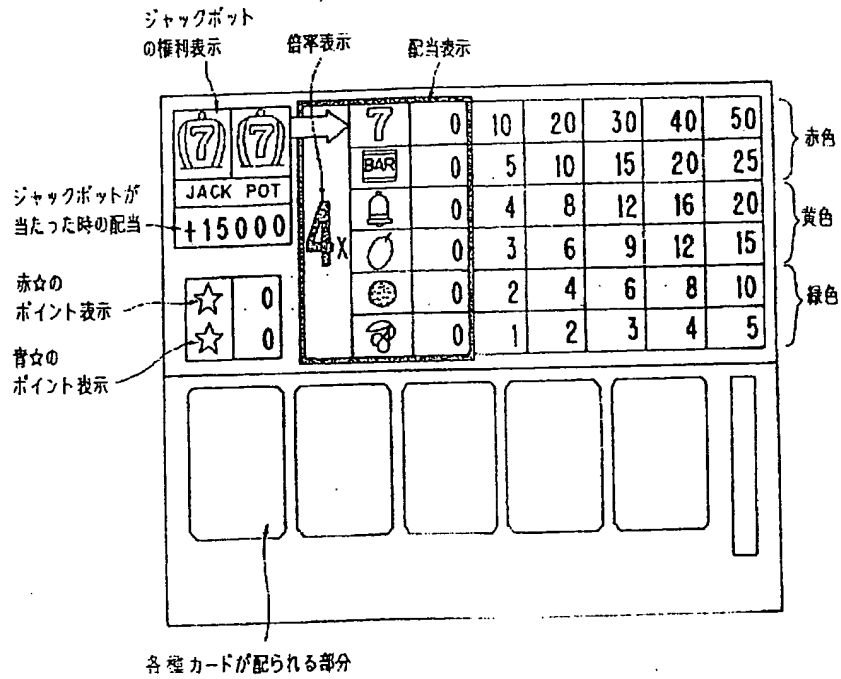 ジャックポット
の権利表示
倍率表示
配当表示
7 7
7 0 10 20 30 40 50
赤色
BAR 0 5 10 15 20 25
JACK POT
ジャックポットが
当たった時の配当
+15000
4X
0 4 8 12 16 20
黄色
0 3 6 9 12 15
赤☆の
ポイント表示
☆ 0
0 2 4 6 8 10
緑色
青☆の
ポイント表示
☆ 0
0 1 2 3 4 5
各種カードが配られる部分